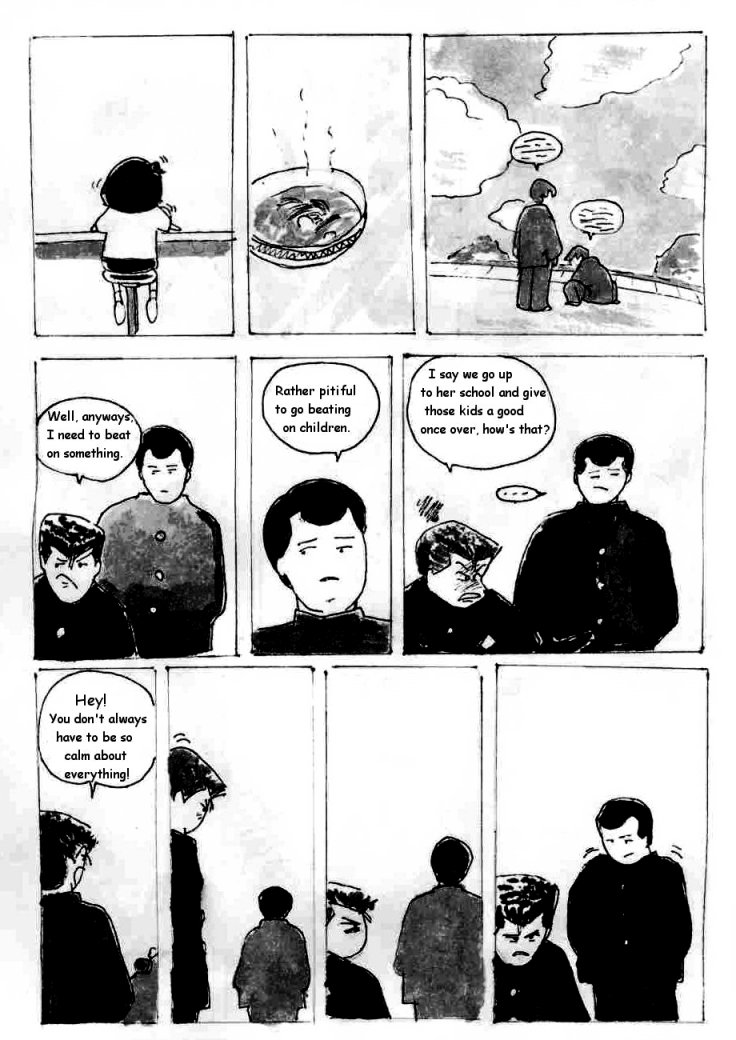 Well, anyways,
I need to beat
on something.
Rather pitiful
to go beating
on children.
I say we go up
to her school and give
those kids a good
once over, how's that?
....
Hey!
You don't always
have to be so
calm about
everything!